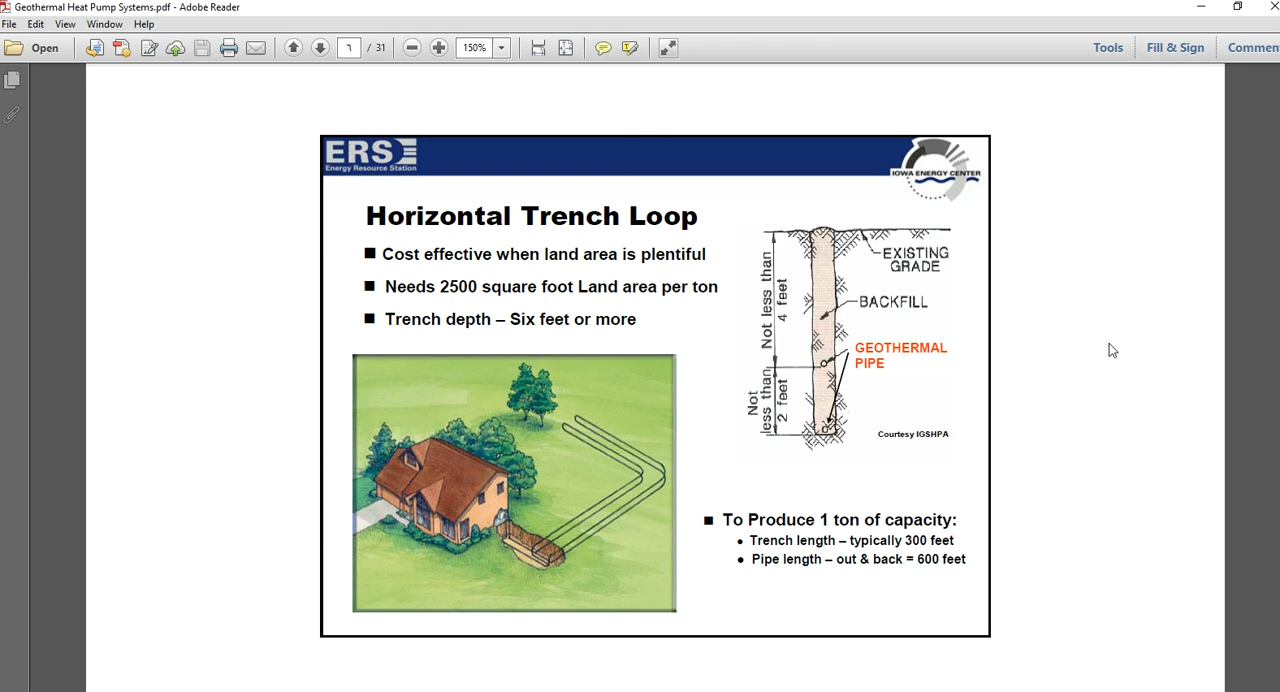 Geothermal Heat Pump Systems.pdf - Adobe Reader
File Edit View Window Help
Open
/ 31
150%
Tools
Fill & Sign
Commen
ERS
Energy Resource Station
IOWA ENERGY CENTER
Horizontal Trench Loop
■ Cost effective when land area is plentiful
■ Needs 2500 square foot Land area per ton
■ Trench depth – Six feet or more
Not less than
4 feet
Not
less than
2 feet
EXISTING
GRADE
BACKFILL
GEOTHERMAL
PIPE
Courtesy IGSHPA
■ To Produce 1 ton of capacity:
• Trench length – typically 300 feet
• Pipe length – out & back = 600 feet